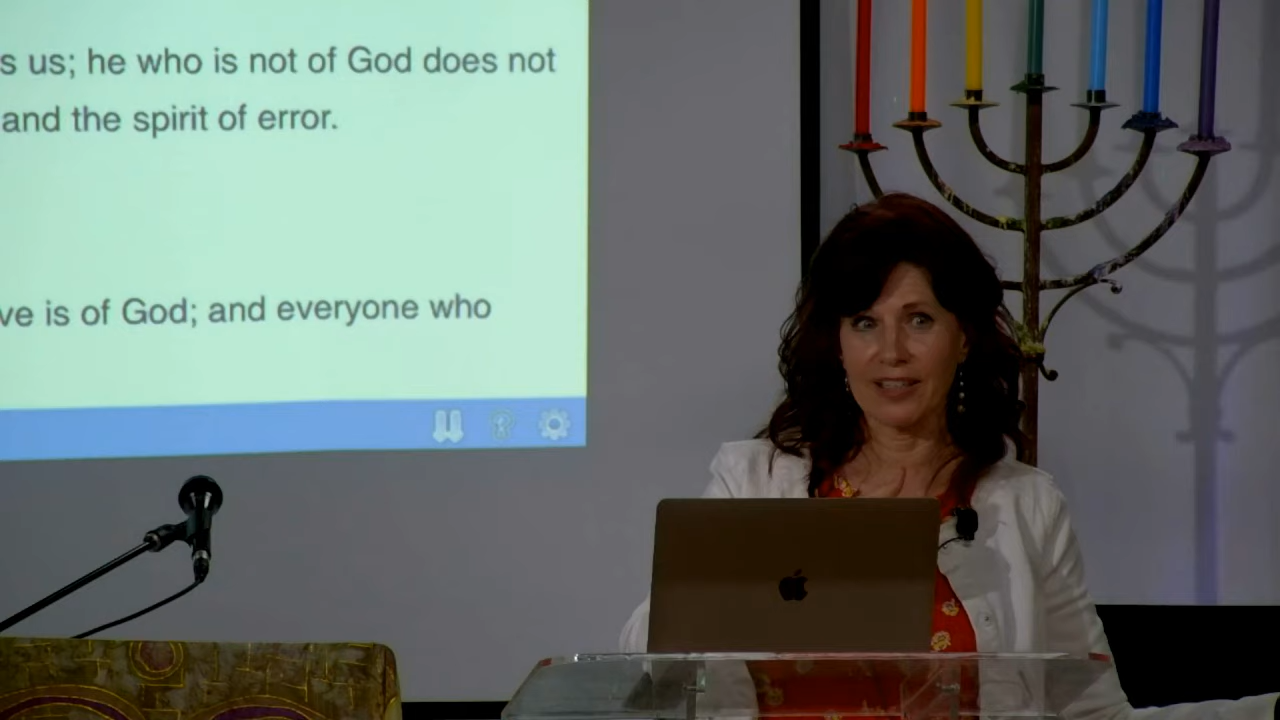 s us; he who is not of God does not
and the spirit of error.
ve is of God; and everyone who